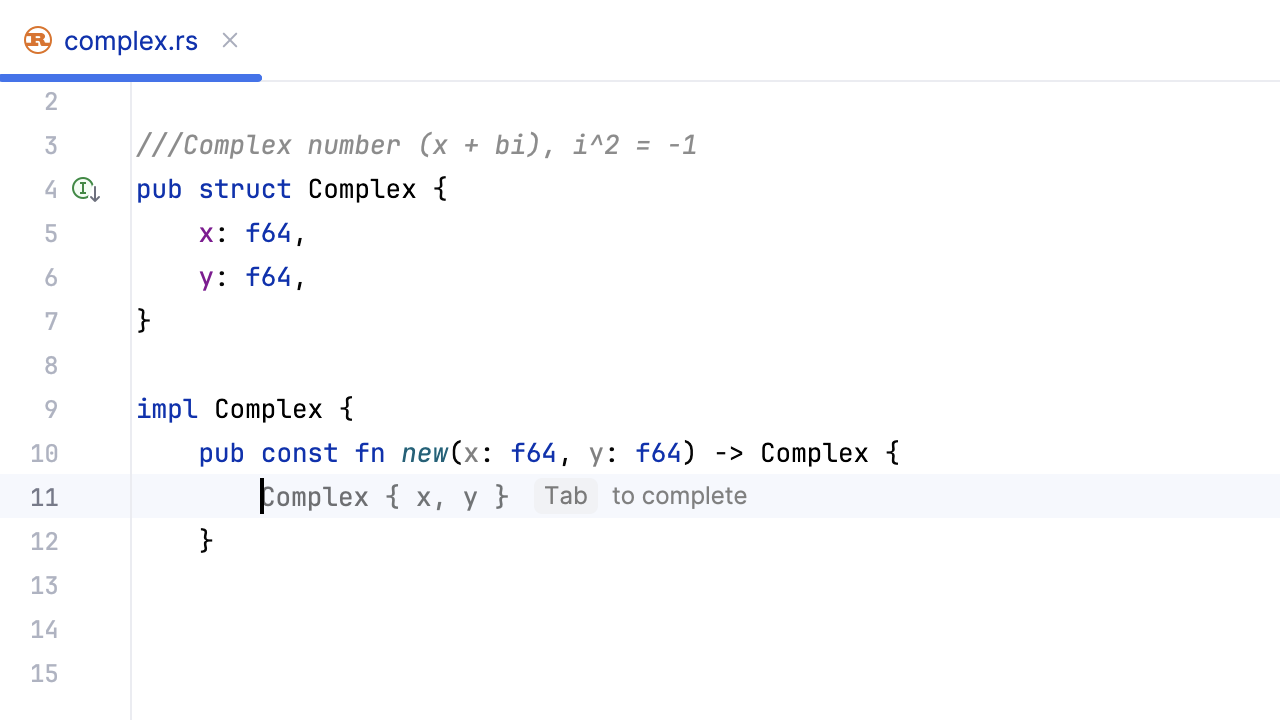 complex.rs
2
3 ///Complex number (x + bi), i^2 = -1
4 pub struct Complex {
5 x: f64,
6 y: f64,
7 }
8
9 impl Complex {
10 pub const fn new(x: f64, y: f64) -> Complex {
11 Complex { x, y } Tab to complete
12 }
13
14
15